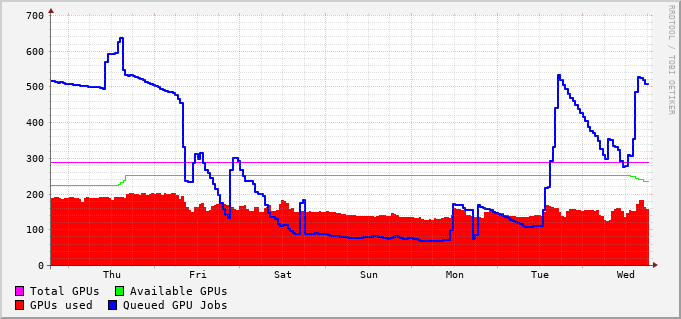 700
600
500
400
300
200
100
0
Thu Fri Sat Sun Mon Tue Wed
Total GPUs Available GPUs
GPUs used Queued GPU Jobs
RRDTOOL / TOBI OETIKER